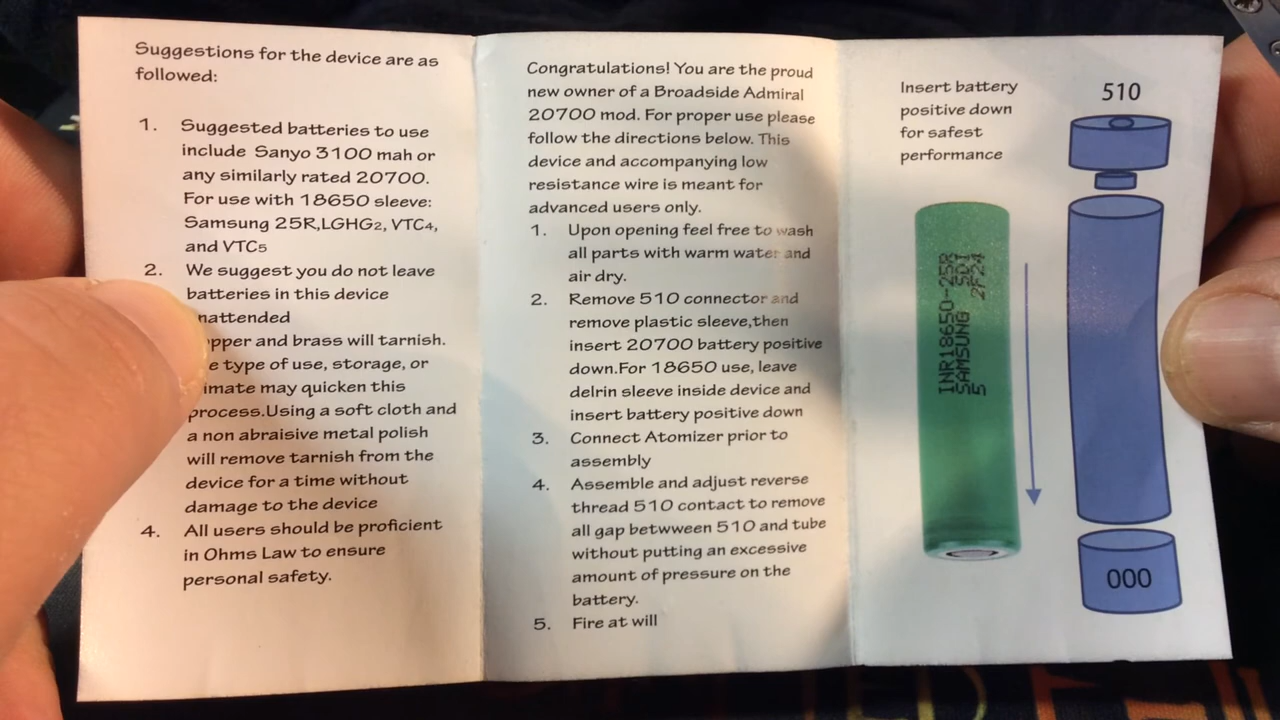 Suggestions for the device are as
followed:
1. Suggested batteries to use
include Sanyo 3100 mah or
any similarly rated 20700.
For use with 18650 sleeve:
Samsung 25R,LGHG2, VTC4,
and VTC5
2. We suggest you do not leave
batteries in this device
nattended
pper and brass will tarnish.
e type of use, storage, or
imate may quicken this
process.Using a soft cloth and
a non abraisive metal polish
will remove tarnish from the
device for a time without
damage to the device
4. All users should be proficient
in Ohms Law to ensure
personal safety.
Congratulations! You are the proud
new owner of a Broadside Admiral
20700 mod. For proper use please
follow the directions below. This
device and accompanying low
resistance wire is meant for
advanced users only.
1. Upon opening feel free to wash
all parts with warm water and
air dry.
2. Remove 510 connector and
remove plastic sleeve,then
insert 20700 battery positive
down.For 18650 use, leave
delrin sleeve inside device and
insert battery positive down
3. Connect Atomizer prior to
assembly
4. Assemble and adjust reverse
thread 510 contact to remove
all gap betwween 510 and tube
without putting an excessive
amount of pressure on the
battery.
5. Fire at will
Insert battery
positive down
for safest
performance
510
INR18650-25R
SAMSUNG SDI
5 2F24
000